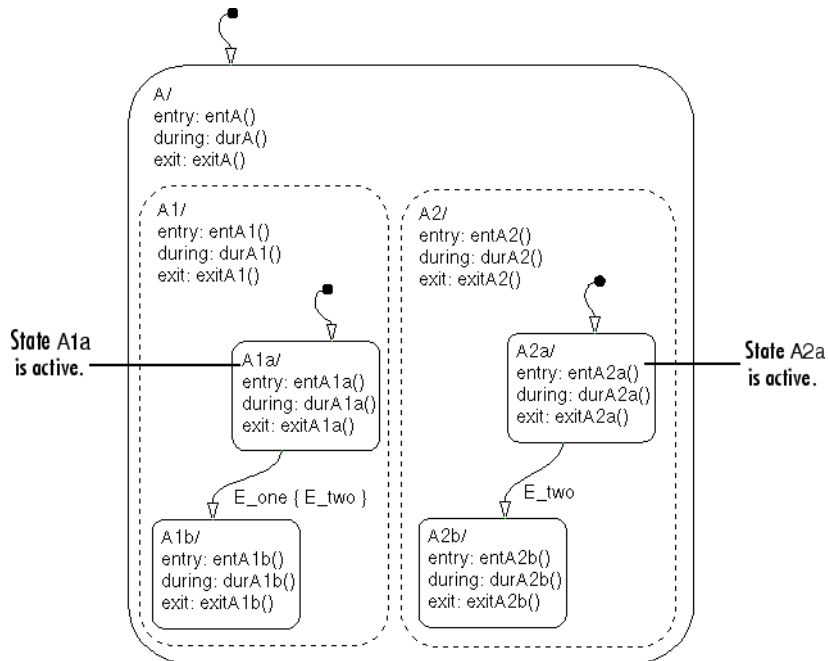 A/
entry: entA()
during: durA()
exit: exitA()
A1/
entry: entA1()
during: durA1()
exit: exitA1()
A2/
entry: entA2()
during: durA2()
exit: exitA2()
State A1a
is active.
A1a/
entry: entA1a()
during: durA1a()
exit: exitA1a()
A2a/
entry: entA2a()
during: durA2a()
exit: exitA2a()
State A2a
is active.
E_one { E_two }
E_two
A1b/
entry: entA1b()
during: durA1b()
exit: exitA1b()
A2b/
entry: entA2b()
during: durA2b()
exit: exitA2b()